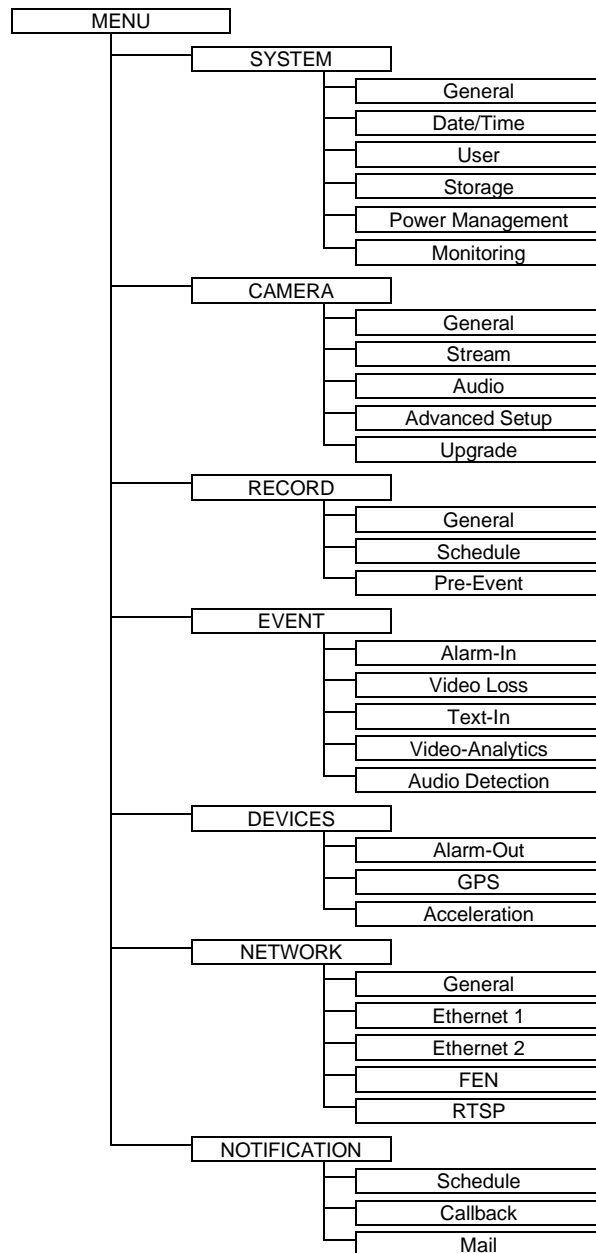 MENU
SYSTEM
General
Date/Time
User
Storage
Power Management
Monitoring
CAMERA
General
Stream
Audio
Advanced Setup
Upgrade
RECORD
General
Schedule
Pre-Event
EVENT
Alarm-In
Video Loss
Text-In
Video-Analytics
Audio Detection
DEVICES
Alarm-Out
GPS
Acceleration
NETWORK
General
Ethernet 1
Ethernet 2
FEN
RTSP
NOTIFICATION
Schedule
Callback
Mail